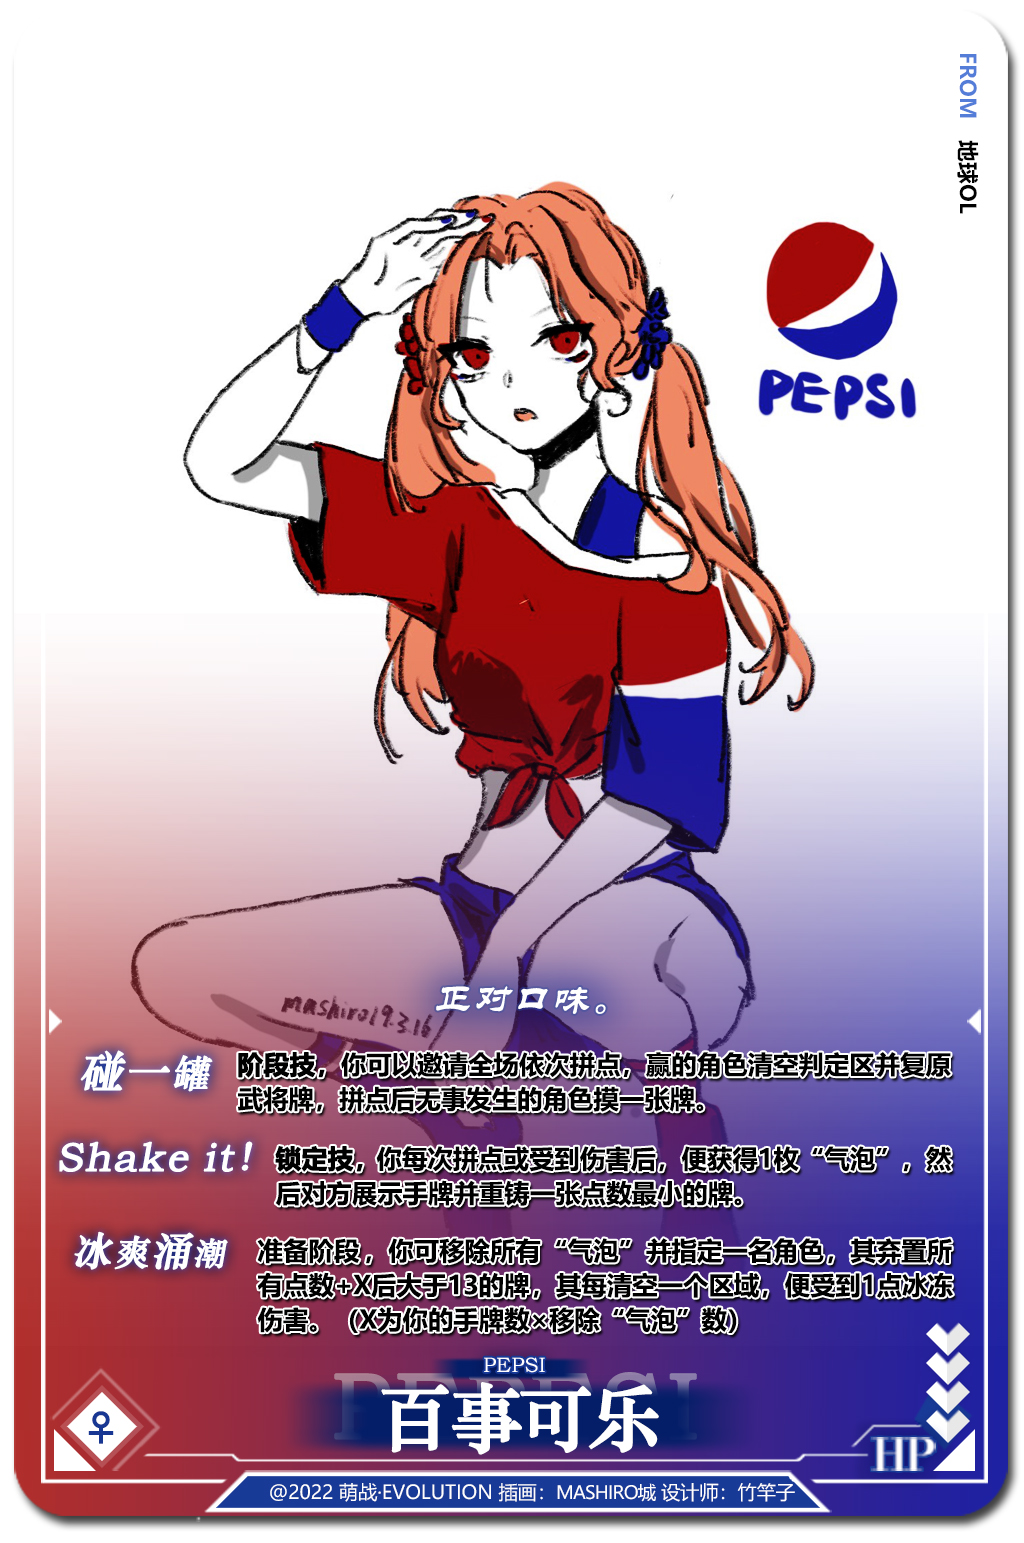 FROM 地球OL
PEPSI
mashiro19.3.16
正对口味。
碰一罐
阶段技，你可以邀请全场依次拼点，赢的角色清空判定区并复原
武将牌，拼点后无事发生的角色摸一张牌。
Shake it!
锁定技，你每次拼点或受到伤害后，便获得1枚“气泡”，然
后对方展示手牌并重铸一张点数最小的牌。
冰爽涌潮
准备阶段，你可移除所有“气泡”并指定一名角色，其弃置所
有点数+X后大于13的牌，其每清空一个区域，便受到1点冰冻
伤害。（X为你的手牌数×移除“气泡”数）
PEPSI
百事可乐
HP
@2022 萌战·EVOLUTION 插画：MASHIRO城 设计师：竹竿子